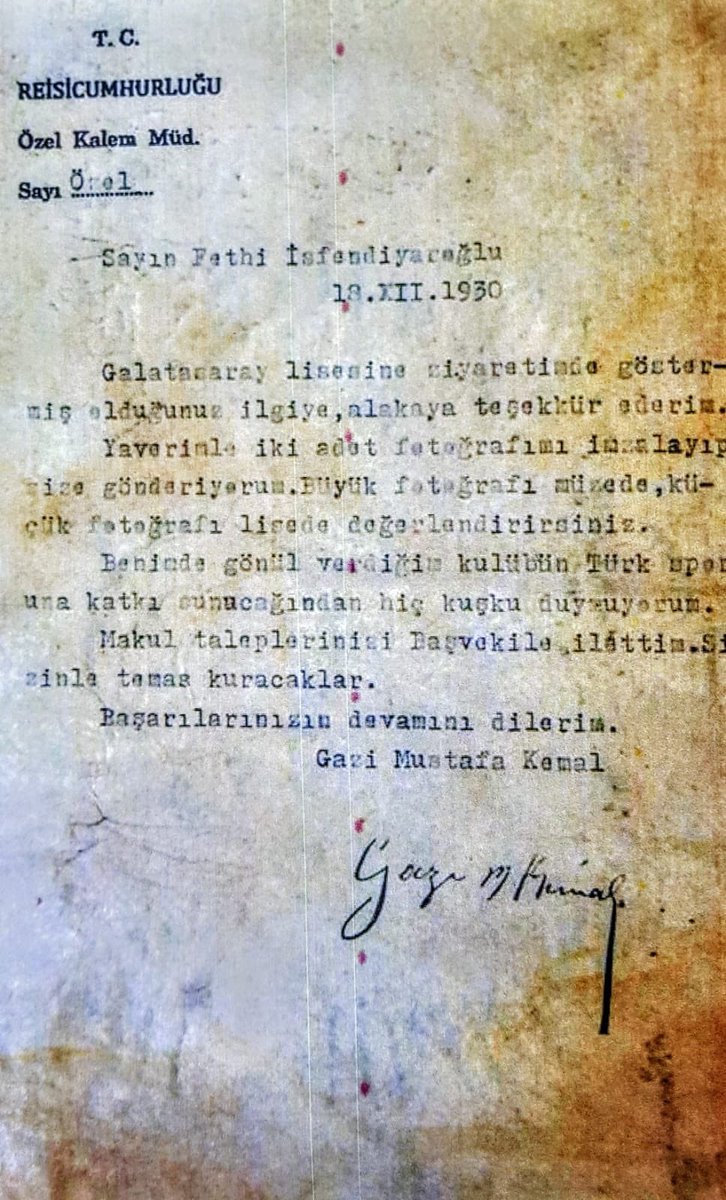 T. C.
REİSİCUMHURLUĞU
Özel Kalem Müd.
Sayı Özel
Sayın Fethi İsfendiyaroğlu
18.XII.1930
Galatasaray lisesine ziyaretimde göster-
miş olduğunuz ilgiye,alakaya teşekkür ederim.
Yaverimle iki adet fotoğrafımı imzalayıp
size gönderiyorum.Büyük fotoğrafı müzede,kü-
çük fotoğrafı lisede değerlendirirsiniz.
Benimde gönül verdiğim kulübün Türk spor
una katkı sunucağından hiç kuşku duymuyorum.
Makul taleplerinizi Başvekile iléttim.Si
zinle temas kuracaklar.
Başarılarınızın devamını dilerim.
Gazi Mustafa Kemal
Gazi M Kemal